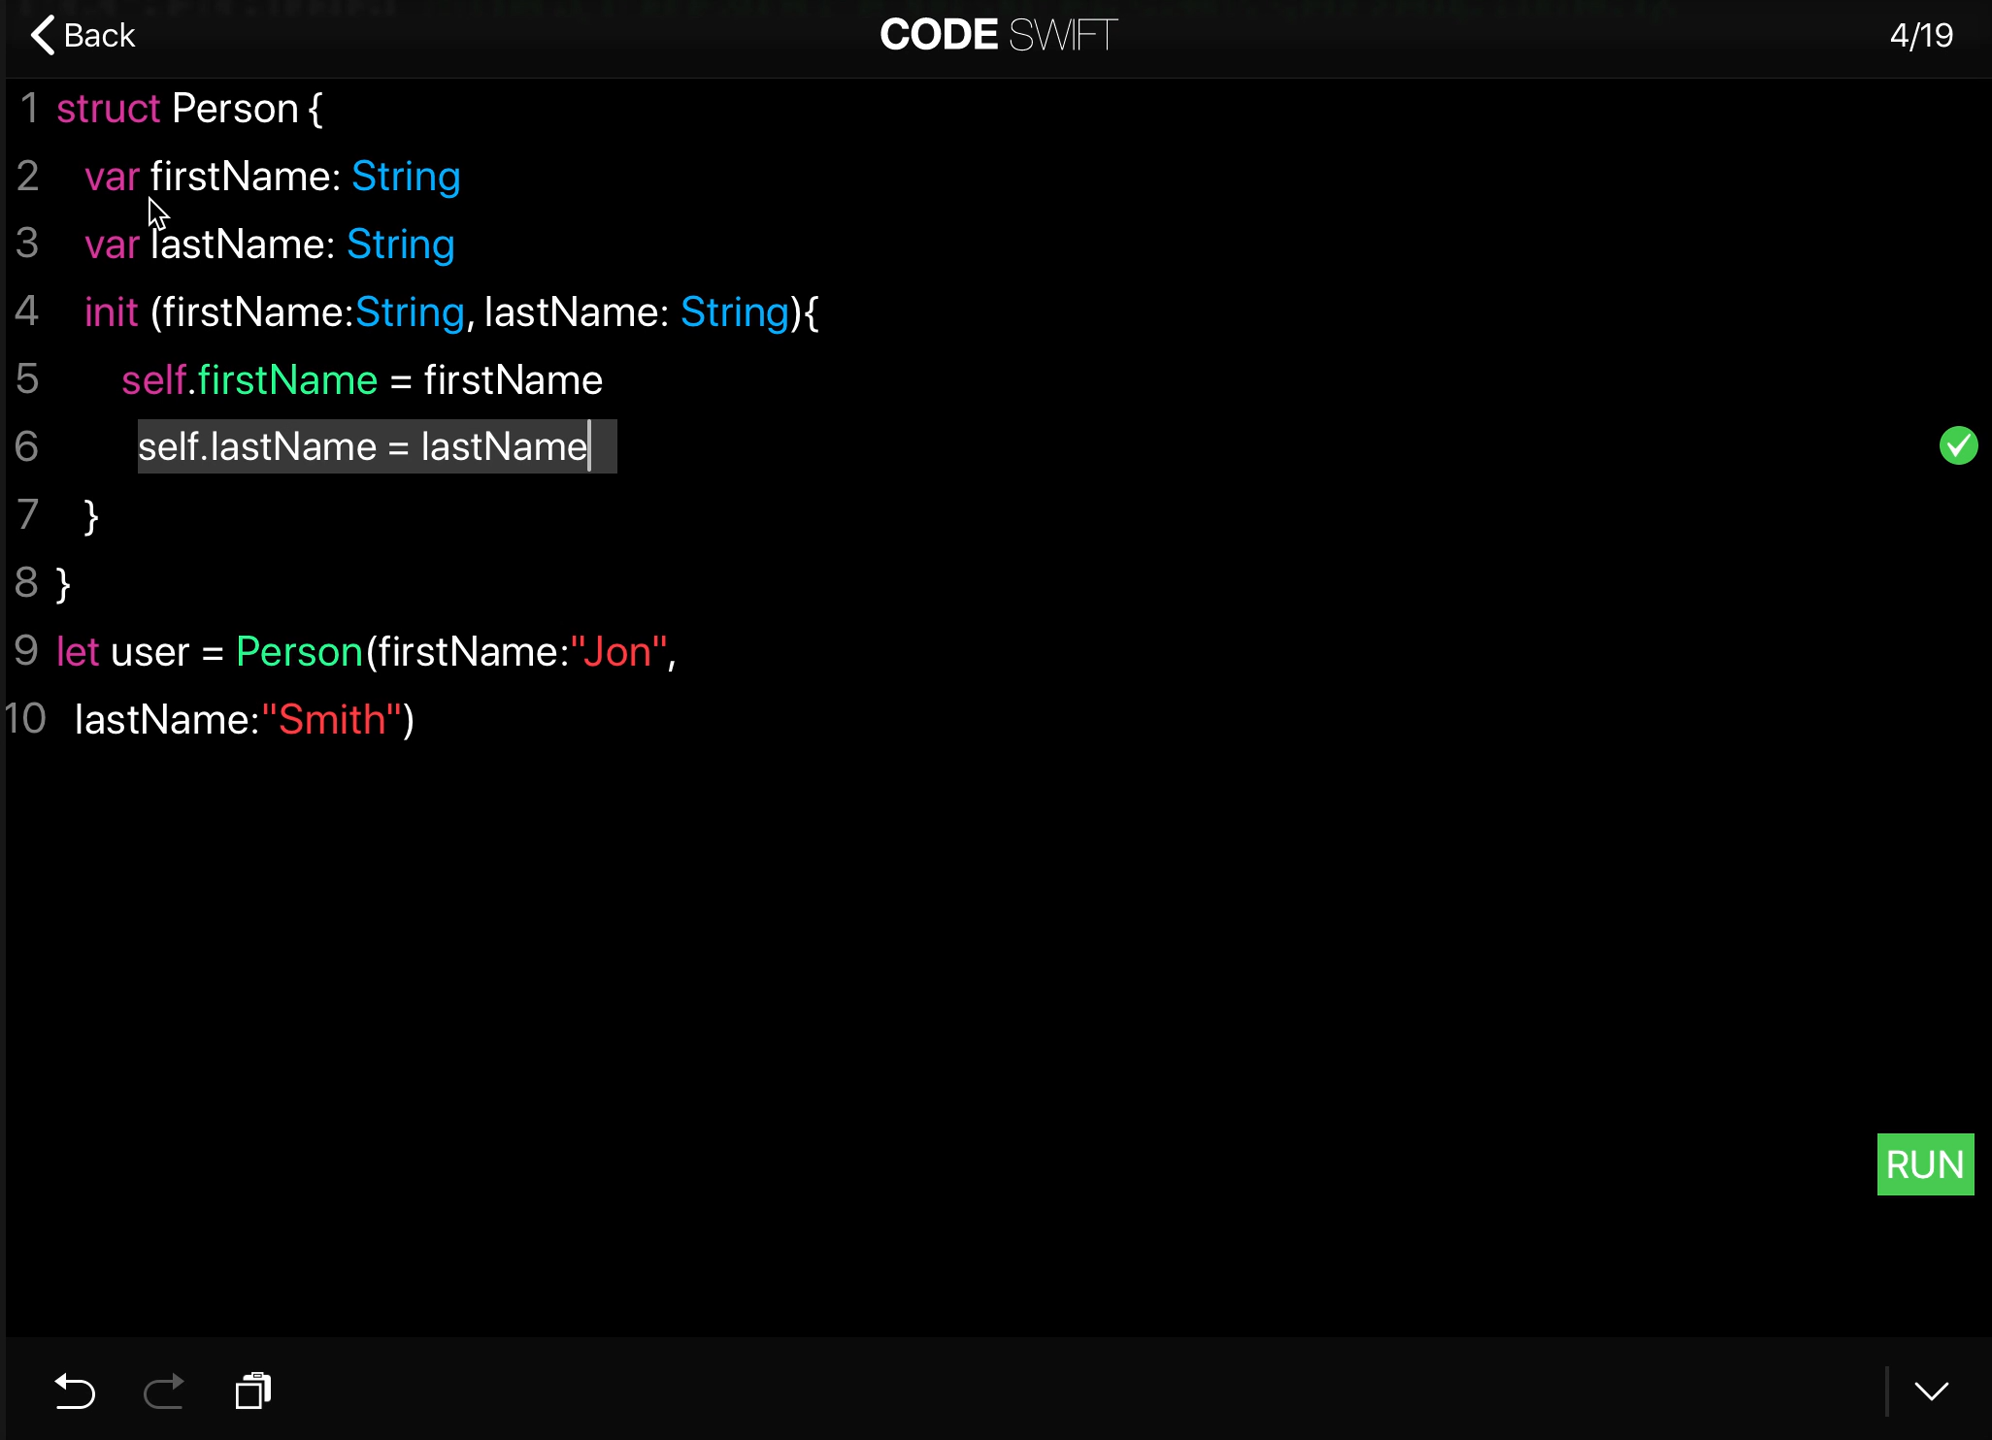 Back
CODE SWIFT
4/19
1 struct Person {
2 var firstName: String
3 var lastName: String
4 init (firstName:String, lastName: String){
5 self.firstName = firstName
6 self.lastName = lastName
7 }
8 }
9 let user = Person(firstName:"Jon",
10 lastName:"Smith")
RUN